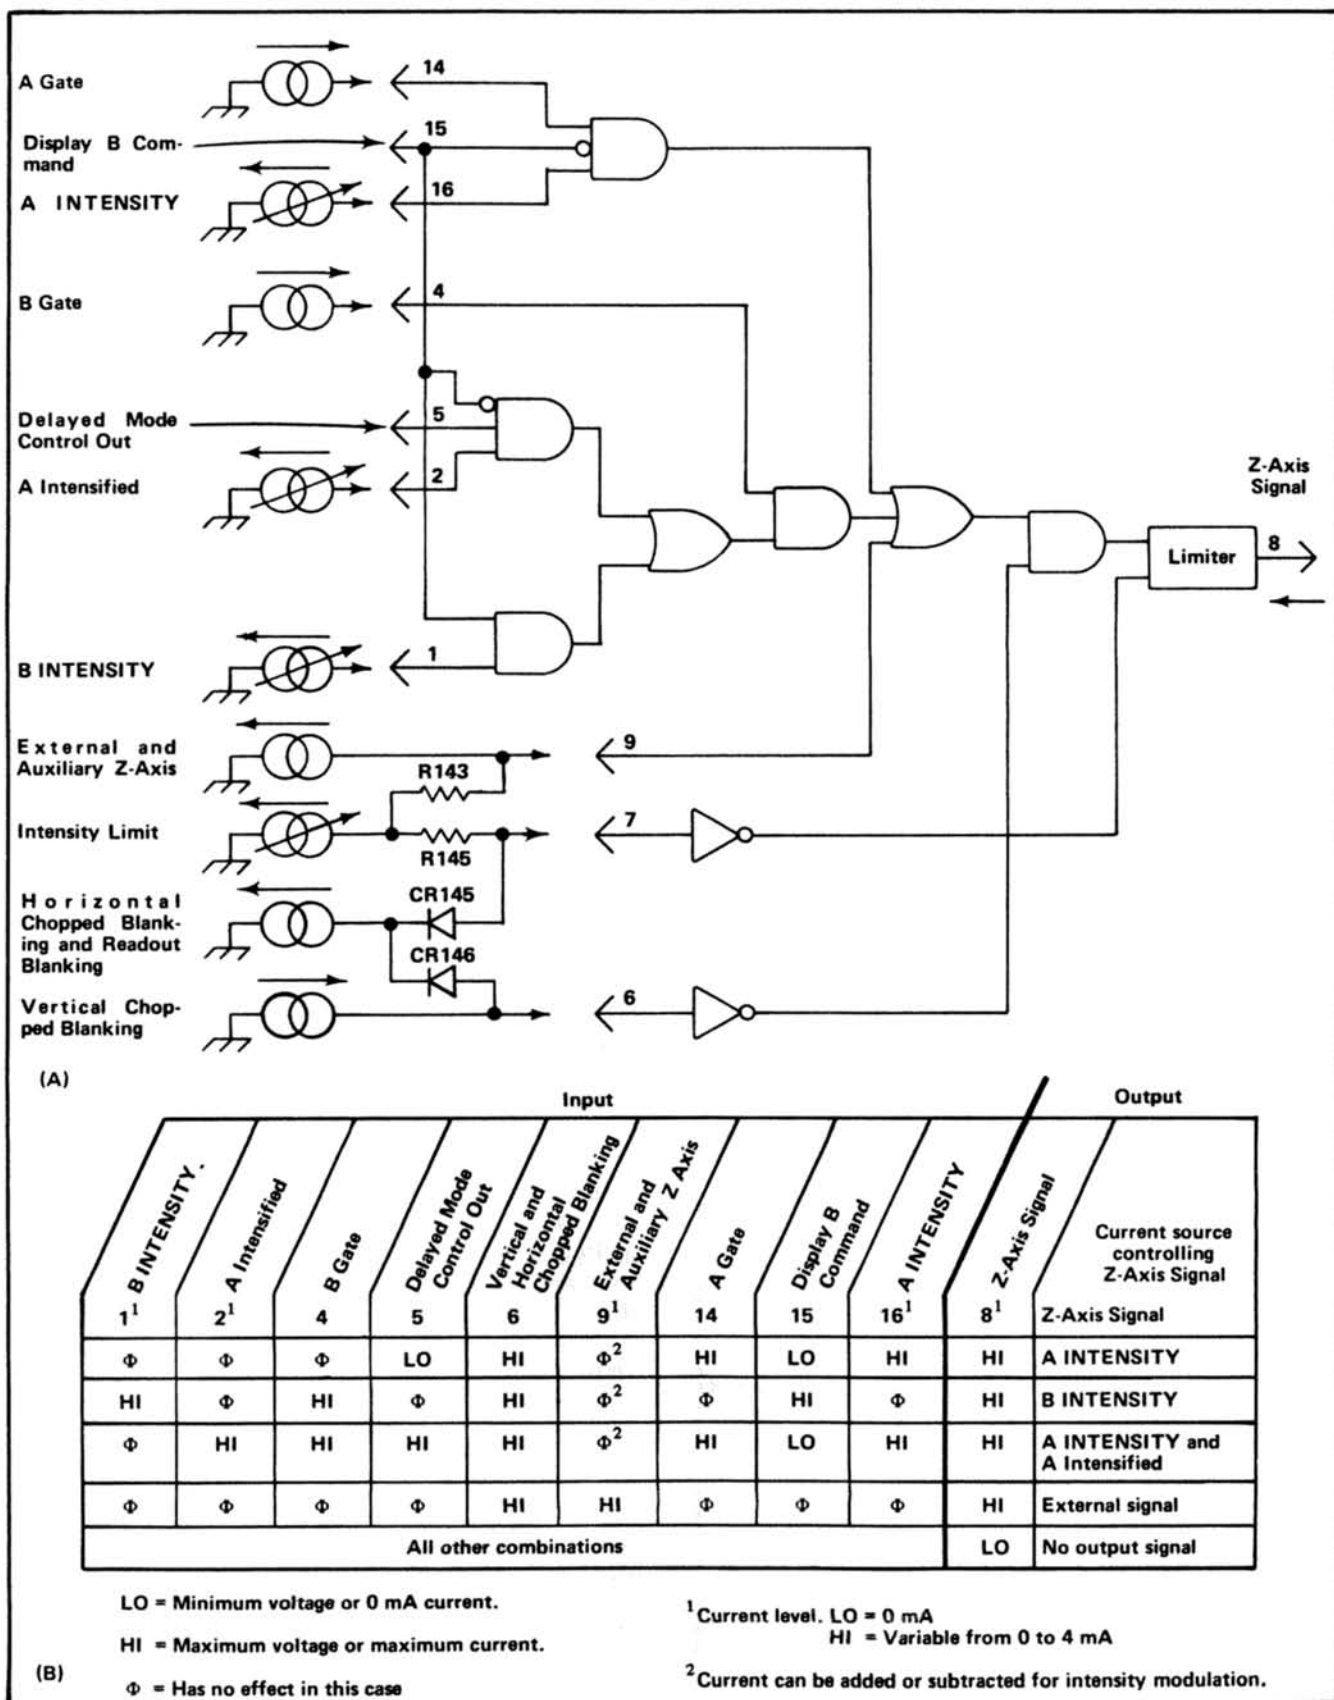 A Gate
14
Display B Com-
mand
15
A INTENSITY
16
B Gate
4
Delayed Mode
Control Out
5
A Intensified
2
Z-Axis
Signal
Limiter
8
B INTENSITY
1
External and
Auxiliary Z-Axis
9
R143
Intensity Limit
7
R145
Horizontal
Chopped Blank-
ing and Readout
Blanking
CR145
CR146
Vertical Chop-
ped Blanking
6
(A)
Input
Output
B INTENSITY.
A Intensified
B Gate
Delayed Mode
Control Out
Vertical and
Horizontal
Chopped Blanking
External and
Auxiliary Z Axis
A Gate
Display B
Command
A INTENSITY
Z-Axis Signal
Current source
controlling
Z-Axis Signal
1¹ 2¹ 4 5 6 9¹ 14 15 16¹ 8¹ Z-Axis Signal
Φ Φ Φ LO HI Φ² HI LO HI HI A INTENSITY
HI Φ HI Φ HI Φ² Φ HI Φ HI B INTENSITY
Φ HI HI HI HI Φ² HI LO HI HI A INTENSITY and
A Intensified
Φ Φ Φ Φ HI HI Φ Φ Φ HI External signal
All other combinations LO No output signal
LO = Minimum voltage or 0 mA current.
HI = Maximum voltage or maximum current.
Φ = Has no effect in this case
¹Current level. LO = 0 mA
HI = Variable from 0 to 4 mA
²Current can be added or subtracted for intensity modulation.
(B)